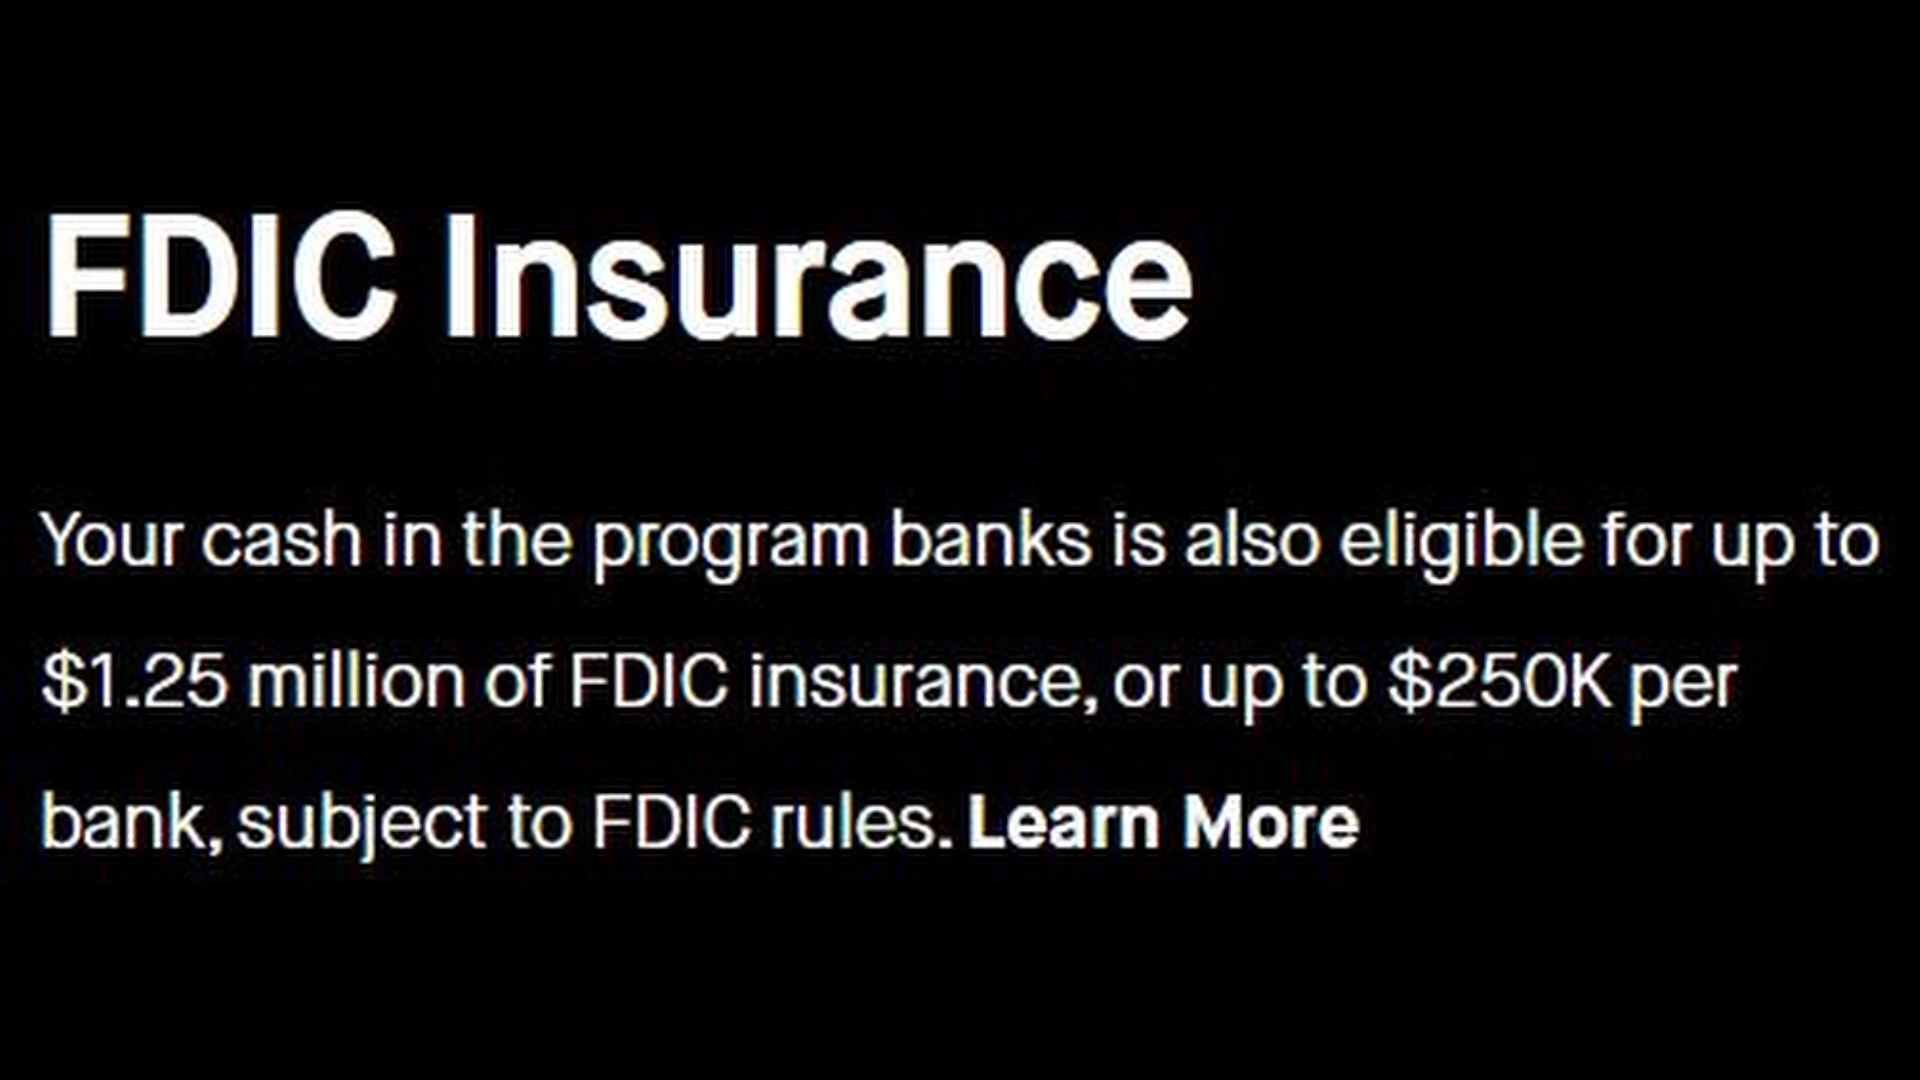 FDIC Insurance
Your cash in the program banks is also eligible for up to
$1.25 million of FDIC insurance, or up to $250K per
bank, subject to FDIC rules. Learn More